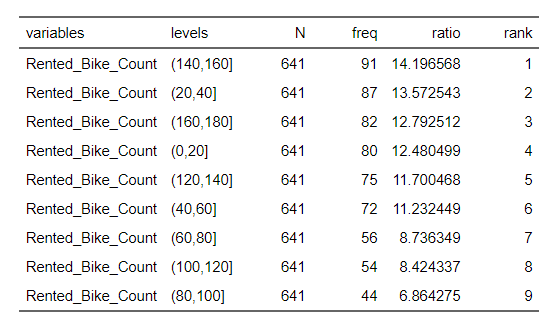 variables levels N freq ratio rank
Rented_Bike_Count (140,160] 641 91 14.196568 1
Rented_Bike_Count (20,40] 641 87 13.572543 2
Rented_Bike_Count (160,180] 641 82 12.792512 3
Rented_Bike_Count (0,20] 641 80 12.480499 4
Rented_Bike_Count (120,140] 641 75 11.700468 5
Rented_Bike_Count (40,60] 641 72 11.232449 6
Rented_Bike_Count (60,80] 641 56 8.736349 7
Rented_Bike_Count (100,120] 641 54 8.424337 8
Rented_Bike_Count (80,100] 641 44 6.864275 9